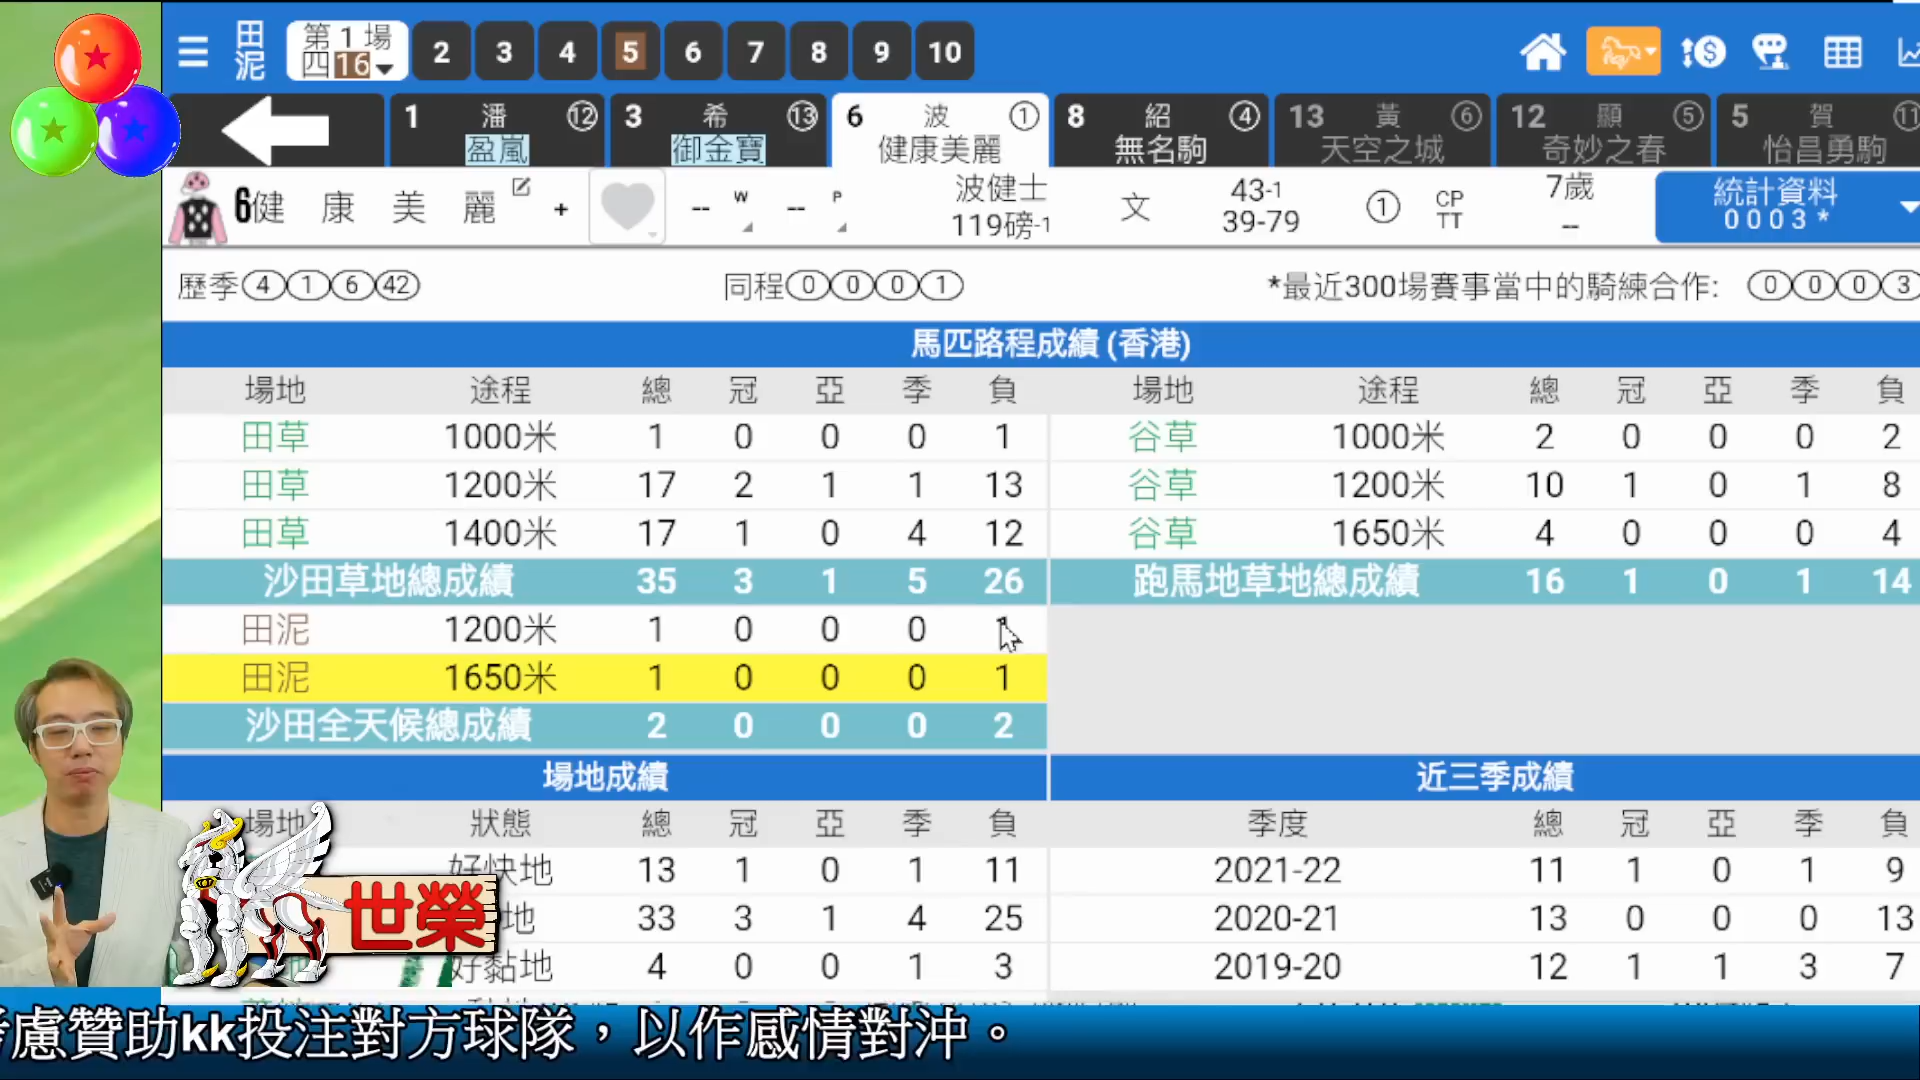 田泥 第1場 四16 2 3 4 5 6 7 8 9 10
1 潘 ⑫ 盈嵐
3 希 ⑬ 御金寶
6 波 ① 健康美麗
8 紹 ④ 無名駒
13 黃 ⑥ 天空之城
12 顯 ⑤ 奇妙之春
5 賀 ⑪ 怡昌勇駒
6 健康美麗 + -- W -- P 波健士 119磅-1 文 43-1 39-79 ① CP TT 7歲 -- 統計資料 0003*
歷季 4 1 6 42 同程 0 0 0 1 *最近300場賽事當中的騎練合作: 0 0 0 3
馬匹路程成績 (香港)
場地 途程 總 冠 亞 季 負 場地 途程 總 冠 亞 季 負
田草 1000米 1 0 0 0 1 谷草 1000米 2 0 0 0 2
田草 1200米 17 2 1 1 13 谷草 1200米 10 1 0 1 8
田草 1400米 17 1 0 4 12 谷草 1650米 4 0 0 0 4
沙田草地總成績 35 3 1 5 26 跑馬地草地總成績 16 1 0 1 14
田泥 1200米 1 0 0 0
田泥 1650米 1 0 0 0 1
沙田全天候總成績 2 0 0 0 2
場地成績 近三季成績
場地 狀態 總 冠 亞 季 負 季度 總 冠 亞 季 負
好快地 13 1 0 1 11 2021-22 11 1 0 1 9
地 33 3 1 4 25 2020-21 13 0 0 0 13
好黏地 4 0 0 1 3 2019-20 12 1 1 3 7
世榮
慮贊助kk投注對方球隊，以作感情對沖。